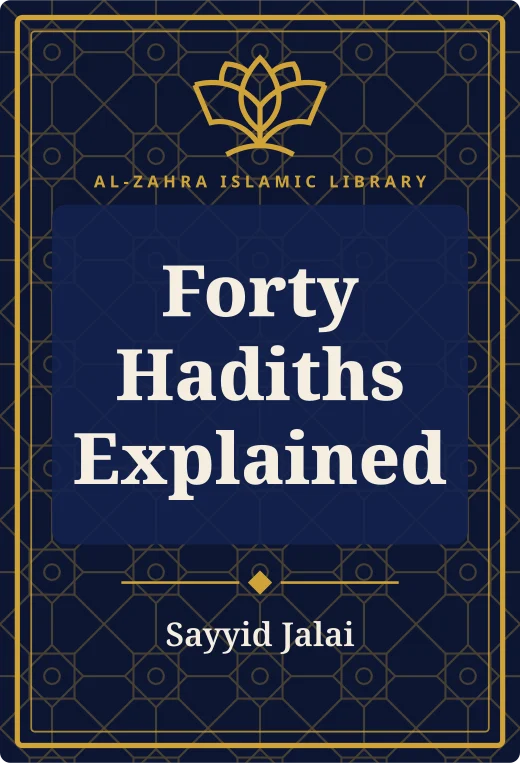 AL-ZAHRA ISLAMIC LIBRARY
Forty
Hadiths
Explained
Sayyid Jalai